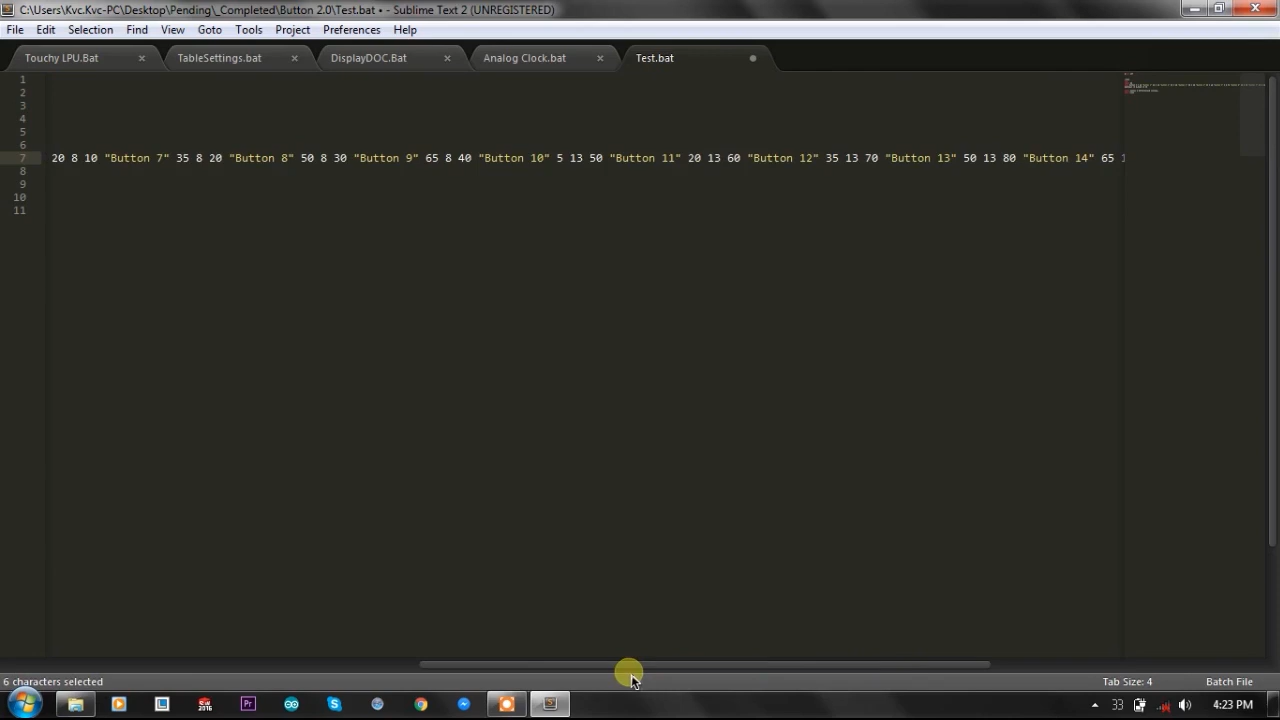 C:\Users\Kvc.Kvc-PC\Desktop\Pending\_Completed\Button 2.0\Test.bat • - Sublime Text 2 (UNREGISTERED)
File Edit Selection Find View Goto Tools Project Preferences Help
Touchy LPU.Bat TableSettings.bat DisplayDOC.Bat Analog Clock.bat Test.bat
1
2
3
4
5
6
7 20 8 10 "Button 7" 35 8 20 "Button 8" 50 8 30 "Button 9" 65 8 40 "Button 10" 5 13 50 "Button 11" 20 13 60 "Button 12" 35 13 70 "Button 13" 50 13 80 "Button 14" 65 1
8
9
10
11
6 characters selected Tab Size: 4 Batch File
SW 2016 Pr 33 4:23 PM